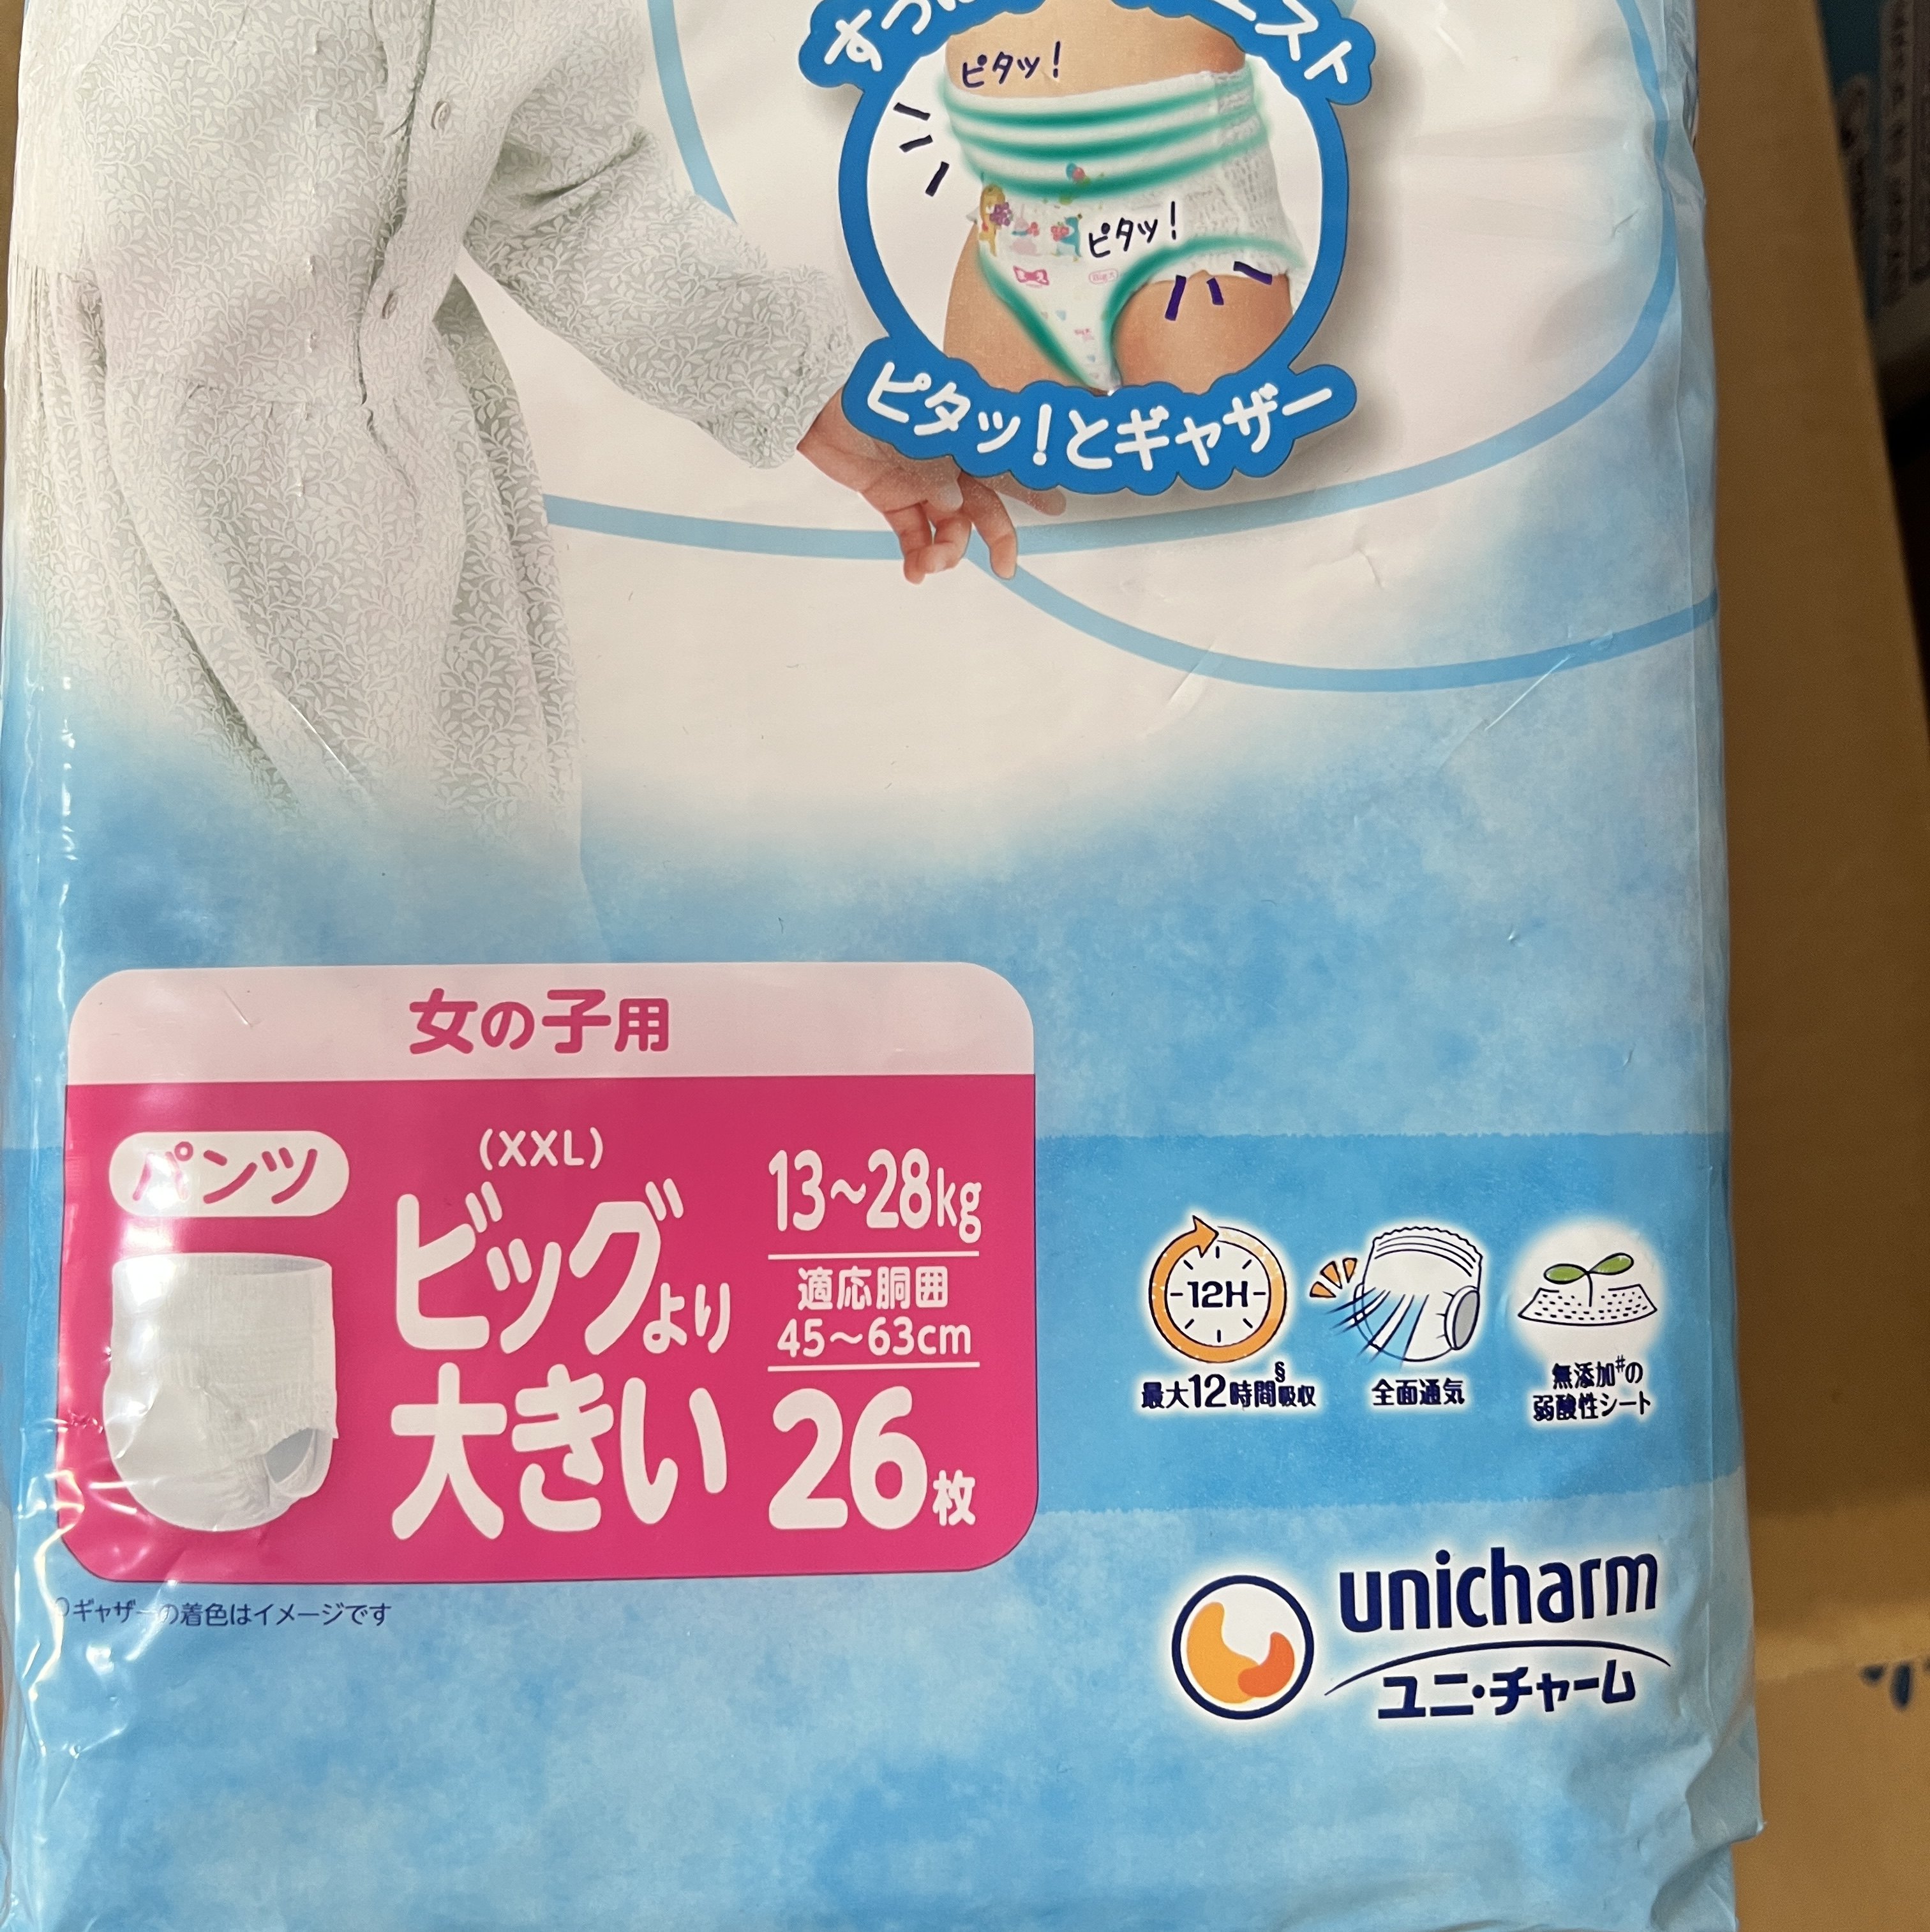 ピタッ!
ピタッ!
ピタッ!とギャザー
女の子用
パンツ
(XXL)
ビッグより
大きい
13~28kg
適応胴囲
45~63cm
26枚
12H
最大12時間§吸収
全面通気
無添加#の
弱酸性シート
ギャザーの着色はイメージです
unicharm
ユニ・チャーム